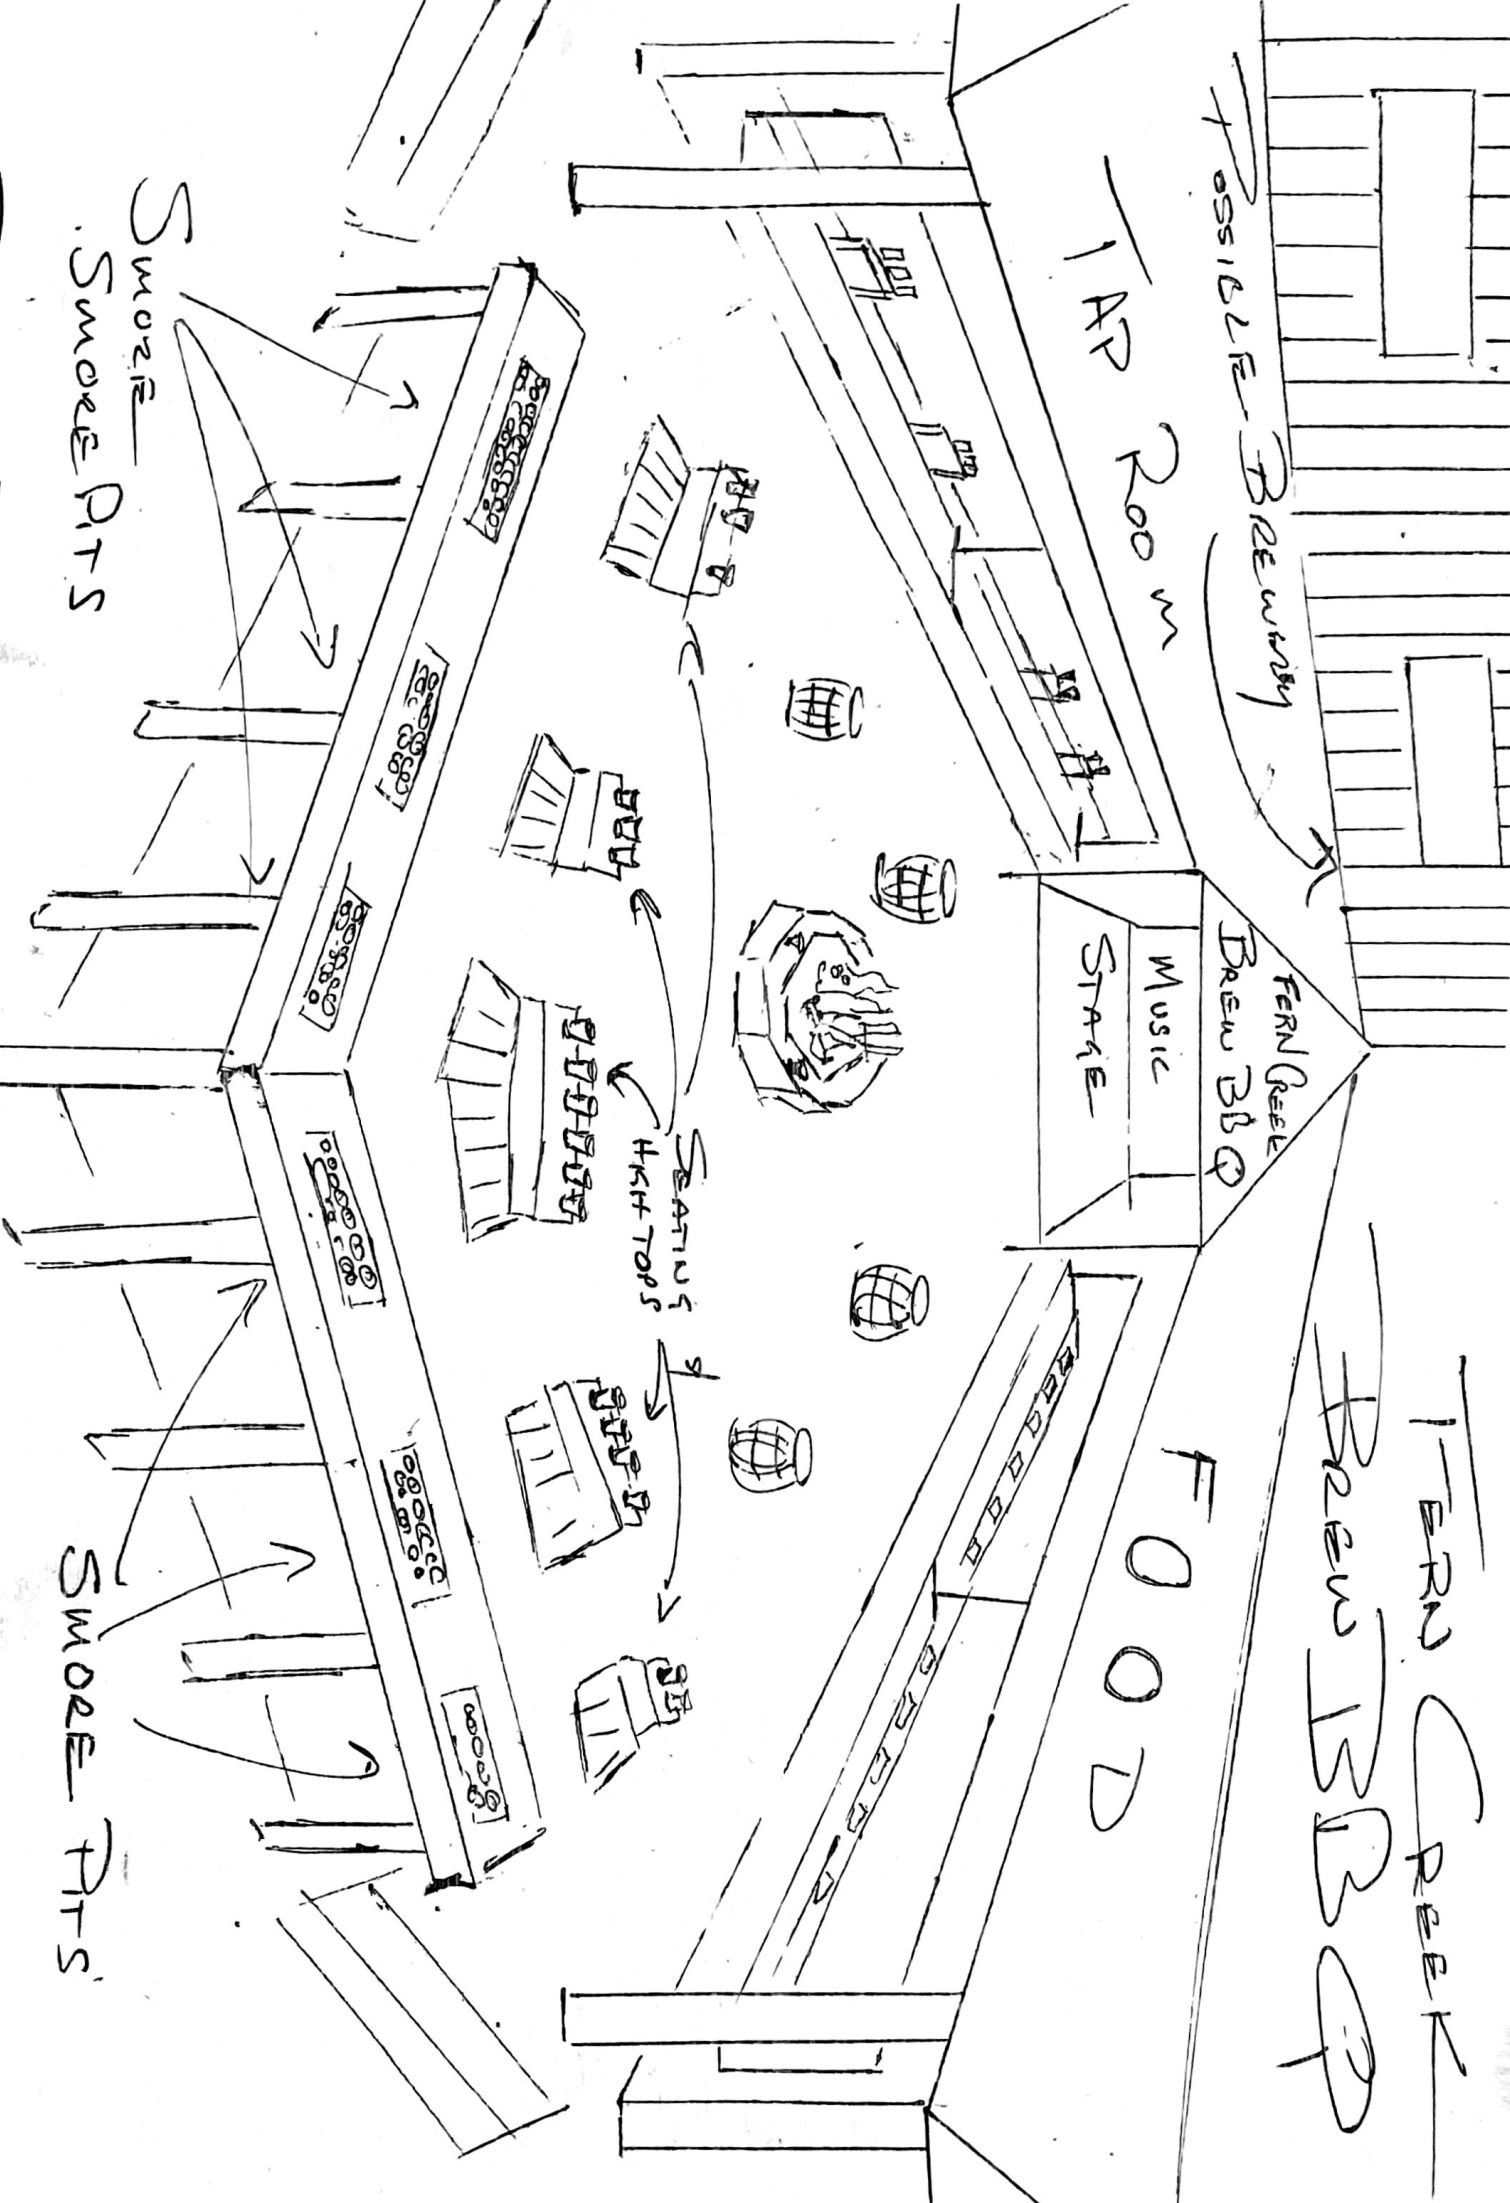 FERN CREEK
BREW BBQ
POSSIBLE BREWERY
TAP ROOM
FERN CREEK
BREW BBQ
MUSIC
STAGE
FOOD
SEATING
HIGH TOPS
SMORE
SMORE PITS
SMORE PITS